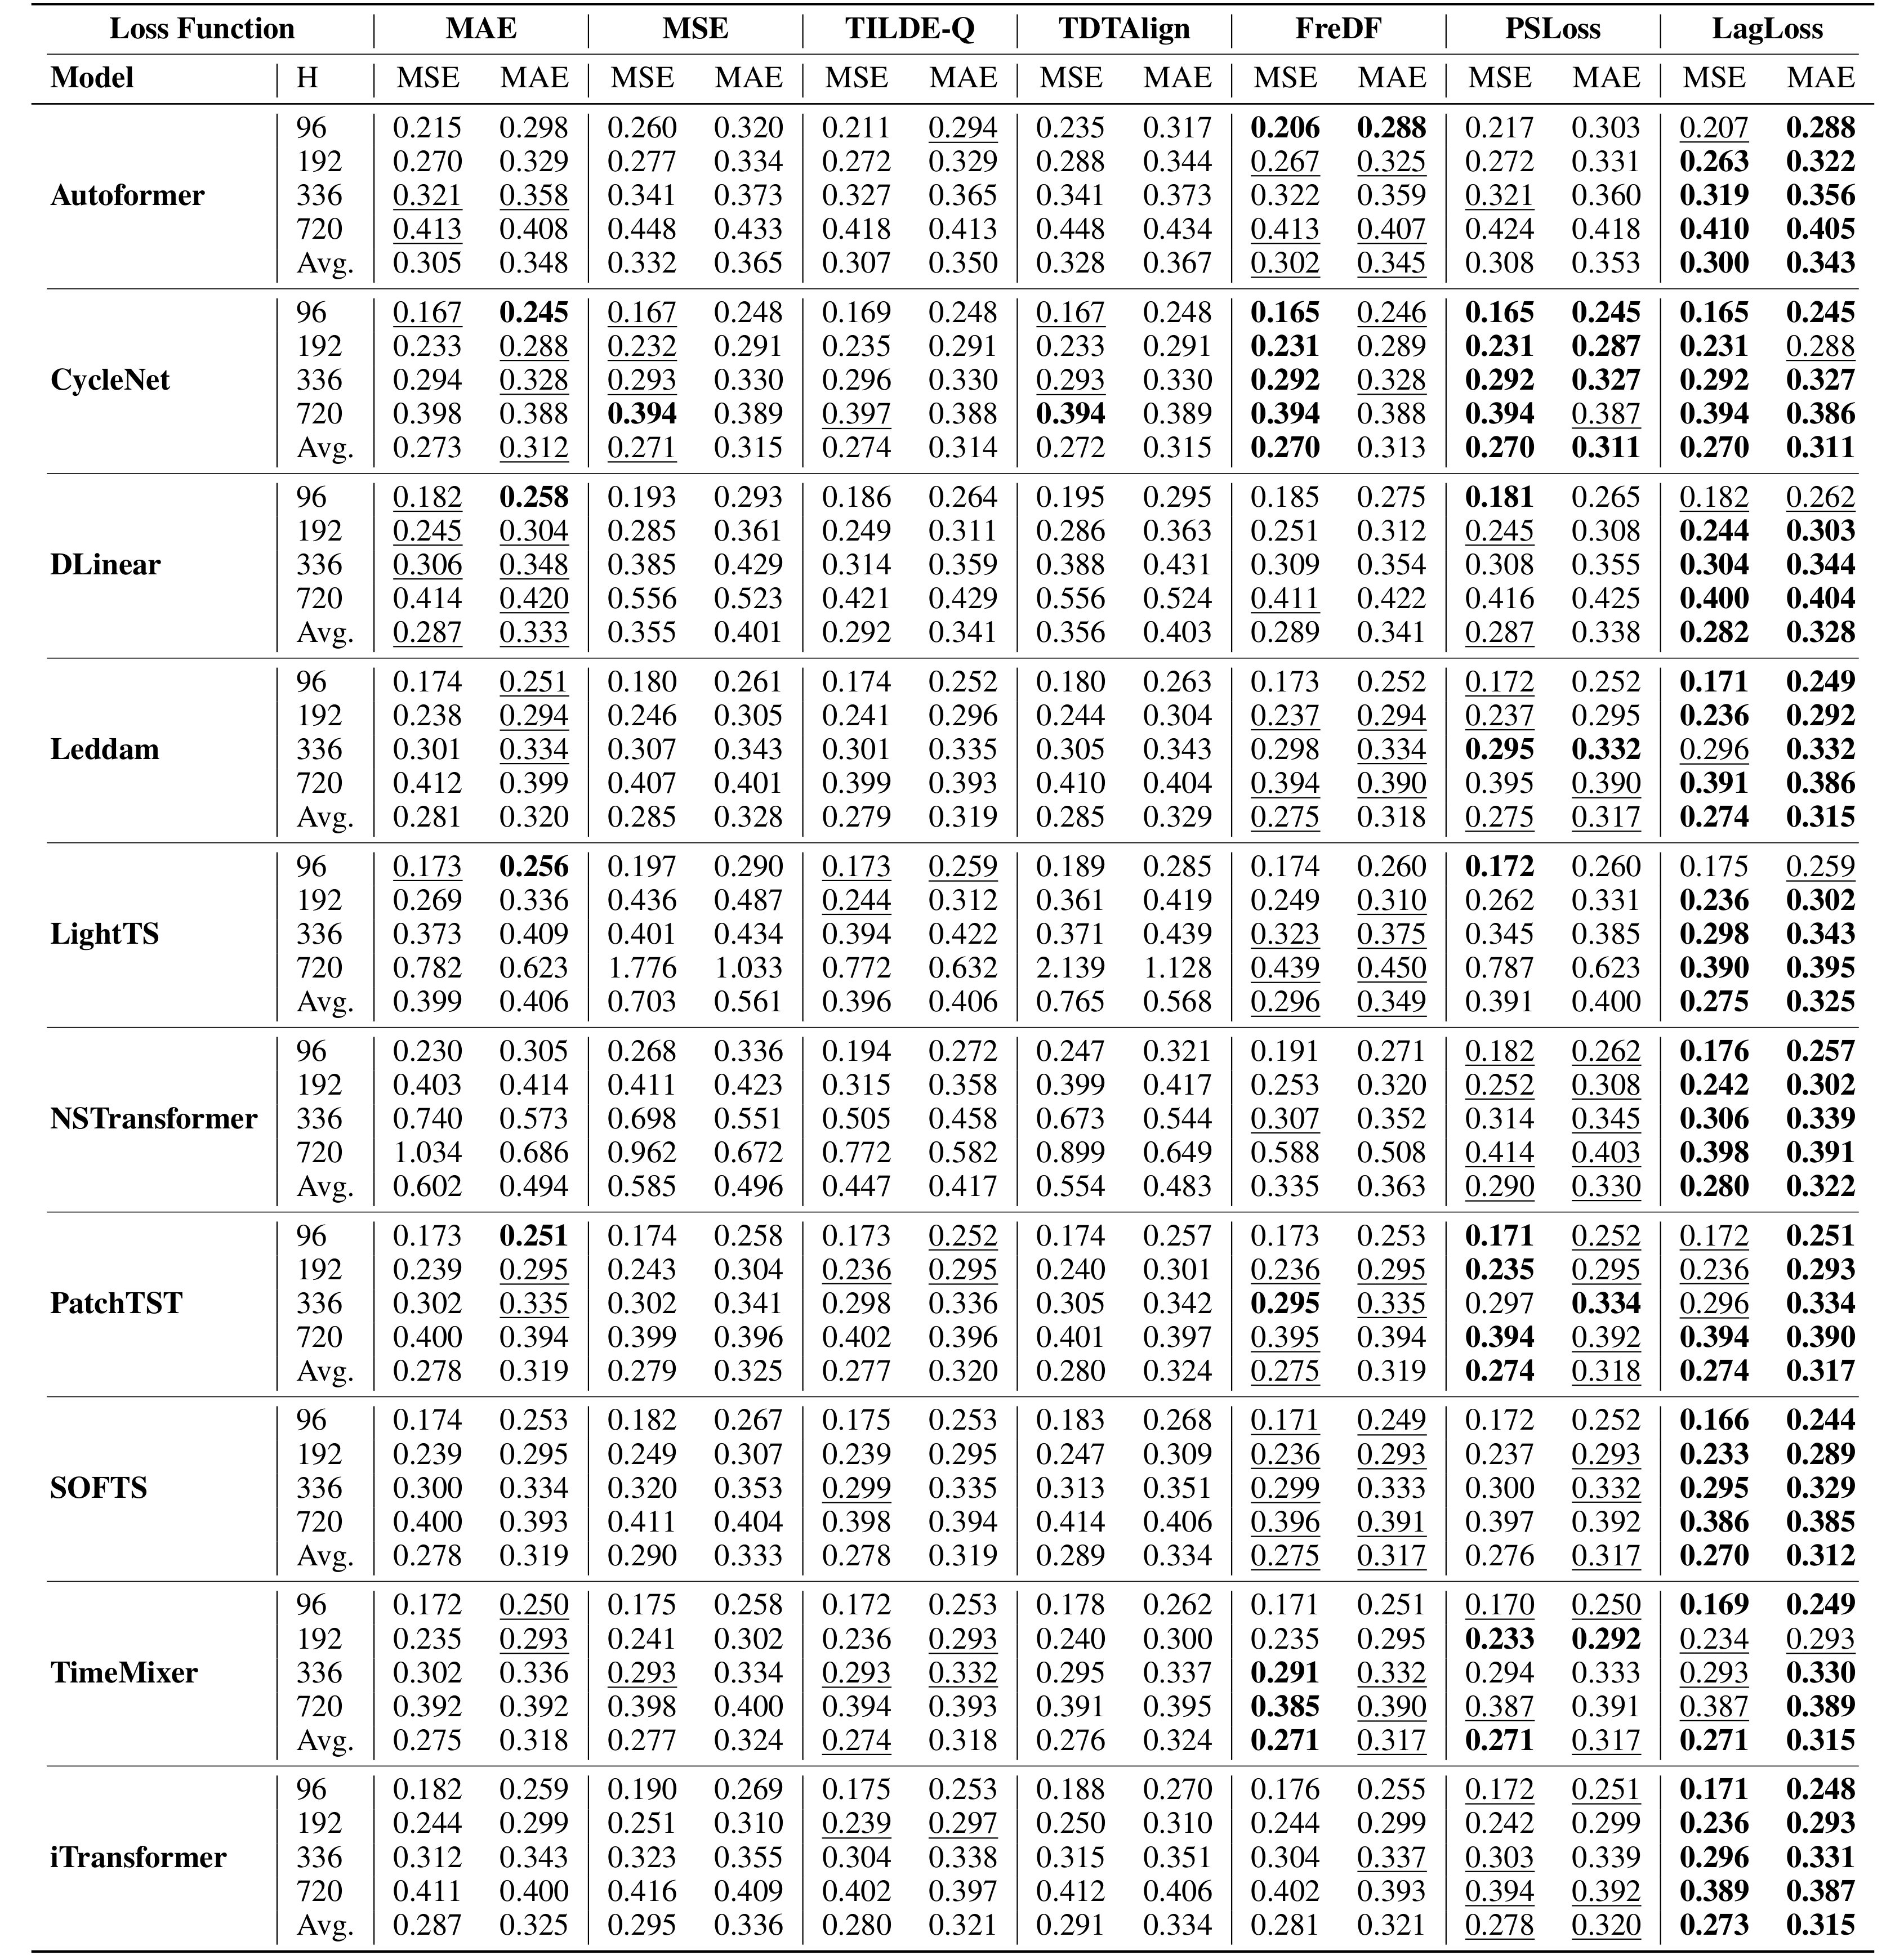 Loss Function MAE MSE TILDE-Q TDTAlign FreDF PSLoss LagLoss
Model H MSE MAE MSE MAE MSE MAE MSE MAE MSE MAE MSE MAE MSE MAE
96 0.215 0.298 0.260 0.320 0.211 0.294 0.235 0.317 0.206 0.288 0.217 0.303 0.207 0.288
192 0.270 0.329 0.277 0.334 0.272 0.329 0.288 0.344 0.267 0.325 0.272 0.331 0.263 0.322
Autoformer 336 0.321 0.358 0.341 0.373 0.327 0.365 0.341 0.373 0.322 0.359 0.321 0.360 0.319 0.356
720 0.413 0.408 0.448 0.433 0.418 0.413 0.448 0.434 0.413 0.407 0.424 0.418 0.410 0.405
Avg. 0.305 0.348 0.332 0.365 0.307 0.350 0.328 0.367 0.302 0.345 0.308 0.353 0.300 0.343
96 0.167 0.245 0.167 0.248 0.169 0.248 0.167 0.248 0.165 0.246 0.165 0.245 0.165 0.245
192 0.233 0.288 0.232 0.291 0.235 0.291 0.233 0.291 0.231 0.289 0.231 0.287 0.231 0.288
CycleNet 336 0.294 0.328 0.293 0.330 0.296 0.330 0.293 0.330 0.292 0.328 0.292 0.327 0.292 0.327
720 0.398 0.388 0.394 0.389 0.397 0.388 0.394 0.389 0.394 0.388 0.394 0.387 0.394 0.386
Avg. 0.273 0.312 0.271 0.315 0.274 0.314 0.272 0.315 0.270 0.313 0.270 0.311 0.270 0.311
96 0.182 0.258 0.193 0.293 0.186 0.264 0.195 0.295 0.185 0.275 0.181 0.265 0.182 0.262
192 0.245 0.304 0.285 0.361 0.249 0.311 0.286 0.363 0.251 0.312 0.245 0.308 0.244 0.303
DLinear 336 0.306 0.348 0.385 0.429 0.314 0.359 0.388 0.431 0.309 0.354 0.308 0.355 0.304 0.344
720 0.414 0.420 0.556 0.523 0.421 0.429 0.556 0.524 0.411 0.422 0.416 0.425 0.400 0.404
Avg. 0.287 0.333 0.355 0.401 0.292 0.341 0.356 0.403 0.289 0.341 0.287 0.338 0.282 0.328
96 0.174 0.251 0.180 0.261 0.174 0.252 0.180 0.263 0.173 0.252 0.172 0.252 0.171 0.249
192 0.238 0.294 0.246 0.305 0.241 0.296 0.244 0.304 0.237 0.294 0.237 0.295 0.236 0.292
Leddam 336 0.301 0.334 0.307 0.343 0.301 0.335 0.305 0.343 0.298 0.334 0.295 0.332 0.296 0.332
720 0.412 0.399 0.407 0.401 0.399 0.393 0.410 0.404 0.394 0.390 0.395 0.390 0.391 0.386
Avg. 0.281 0.320 0.285 0.328 0.279 0.319 0.285 0.329 0.275 0.318 0.275 0.317 0.274 0.315
96 0.173 0.256 0.197 0.290 0.173 0.259 0.189 0.285 0.174 0.260 0.172 0.260 0.175 0.259
192 0.269 0.336 0.436 0.487 0.244 0.312 0.361 0.419 0.249 0.310 0.262 0.331 0.236 0.302
LightTS 336 0.373 0.409 0.401 0.434 0.394 0.422 0.371 0.439 0.323 0.375 0.345 0.385 0.298 0.343
720 0.782 0.623 1.776 1.033 0.772 0.632 2.139 1.128 0.439 0.450 0.787 0.623 0.390 0.395
Avg. 0.399 0.406 0.703 0.561 0.396 0.406 0.765 0.568 0.296 0.349 0.391 0.400 0.275 0.325
96 0.230 0.305 0.268 0.336 0.194 0.272 0.247 0.321 0.191 0.271 0.182 0.262 0.176 0.257
192 0.403 0.414 0.411 0.423 0.315 0.358 0.399 0.417 0.253 0.320 0.252 0.308 0.242 0.302
NSTransformer 336 0.740 0.573 0.698 0.551 0.505 0.458 0.673 0.544 0.307 0.352 0.314 0.345 0.306 0.339
720 1.034 0.686 0.962 0.672 0.772 0.582 0.899 0.649 0.588 0.508 0.414 0.403 0.398 0.391
Avg. 0.602 0.494 0.585 0.496 0.447 0.417 0.554 0.483 0.335 0.363 0.290 0.330 0.280 0.322
96 0.173 0.251 0.174 0.258 0.173 0.252 0.174 0.257 0.173 0.253 0.171 0.252 0.172 0.251
192 0.239 0.295 0.243 0.304 0.236 0.295 0.240 0.301 0.236 0.295 0.235 0.295 0.236 0.293
PatchTST 336 0.302 0.335 0.302 0.341 0.298 0.336 0.305 0.342 0.295 0.335 0.297 0.334 0.296 0.334
720 0.400 0.394 0.399 0.396 0.402 0.396 0.401 0.397 0.395 0.394 0.394 0.392 0.394 0.390
Avg. 0.278 0.319 0.279 0.325 0.277 0.320 0.280 0.324 0.275 0.319 0.274 0.318 0.274 0.317
96 0.174 0.253 0.182 0.267 0.175 0.253 0.183 0.268 0.171 0.249 0.172 0.252 0.166 0.244
192 0.239 0.295 0.249 0.307 0.239 0.295 0.247 0.309 0.236 0.293 0.237 0.293 0.233 0.289
SOFTS 336 0.300 0.334 0.320 0.353 0.299 0.335 0.313 0.351 0.299 0.333 0.300 0.332 0.295 0.329
720 0.400 0.393 0.411 0.404 0.398 0.394 0.414 0.406 0.396 0.391 0.397 0.392 0.386 0.385
Avg. 0.278 0.319 0.290 0.333 0.278 0.319 0.289 0.334 0.275 0.317 0.276 0.317 0.270 0.312
96 0.172 0.250 0.175 0.258 0.172 0.253 0.178 0.262 0.171 0.251 0.170 0.250 0.169 0.249
192 0.235 0.293 0.241 0.302 0.236 0.293 0.240 0.300 0.235 0.295 0.233 0.292 0.234 0.293
TimeMixer 336 0.302 0.336 0.293 0.334 0.293 0.332 0.295 0.337 0.291 0.332 0.294 0.333 0.293 0.330
720 0.392 0.392 0.398 0.400 0.394 0.393 0.391 0.395 0.385 0.390 0.387 0.391 0.387 0.389
Avg. 0.275 0.318 0.277 0.324 0.274 0.318 0.276 0.324 0.271 0.317 0.271 0.317 0.271 0.315
96 0.182 0.259 0.190 0.269 0.175 0.253 0.188 0.270 0.176 0.255 0.172 0.251 0.171 0.248
192 0.244 0.299 0.251 0.310 0.239 0.297 0.250 0.310 0.244 0.299 0.242 0.299 0.236 0.293
iTransformer 336 0.312 0.343 0.323 0.355 0.304 0.338 0.315 0.351 0.304 0.337 0.303 0.339 0.296 0.331
720 0.411 0.400 0.416 0.409 0.402 0.397 0.412 0.406 0.402 0.393 0.394 0.392 0.389 0.387
Avg. 0.287 0.325 0.295 0.336 0.280 0.321 0.291 0.334 0.281 0.321 0.278 0.320 0.273 0.315